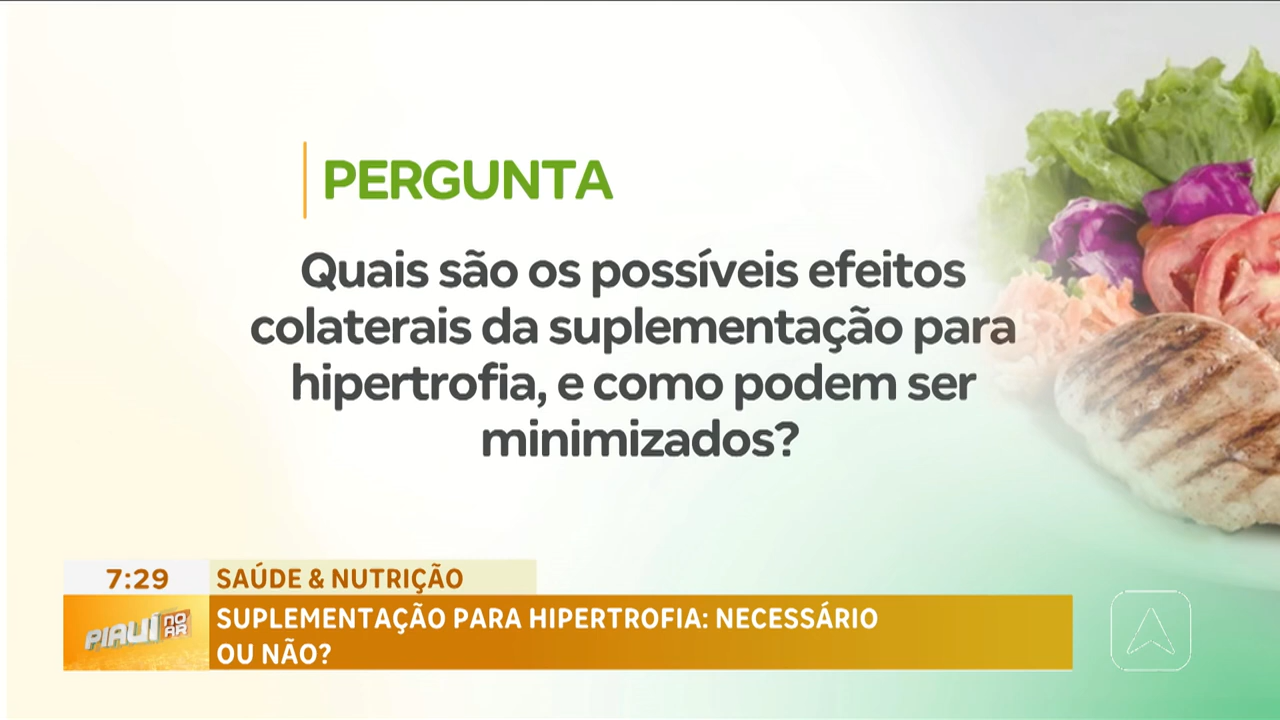 PERGUNTA
Quais são os possíveis efeitos
colaterais da suplementação para
hipertrofia, e como podem ser
minimizados?
7:29
SAÚDE & NUTRIÇÃO
PIAUÍ NO AR
SUPLEMENTAÇÃO PARA HIPERTROFIA: NECESSÁRIO
OU NÃO?